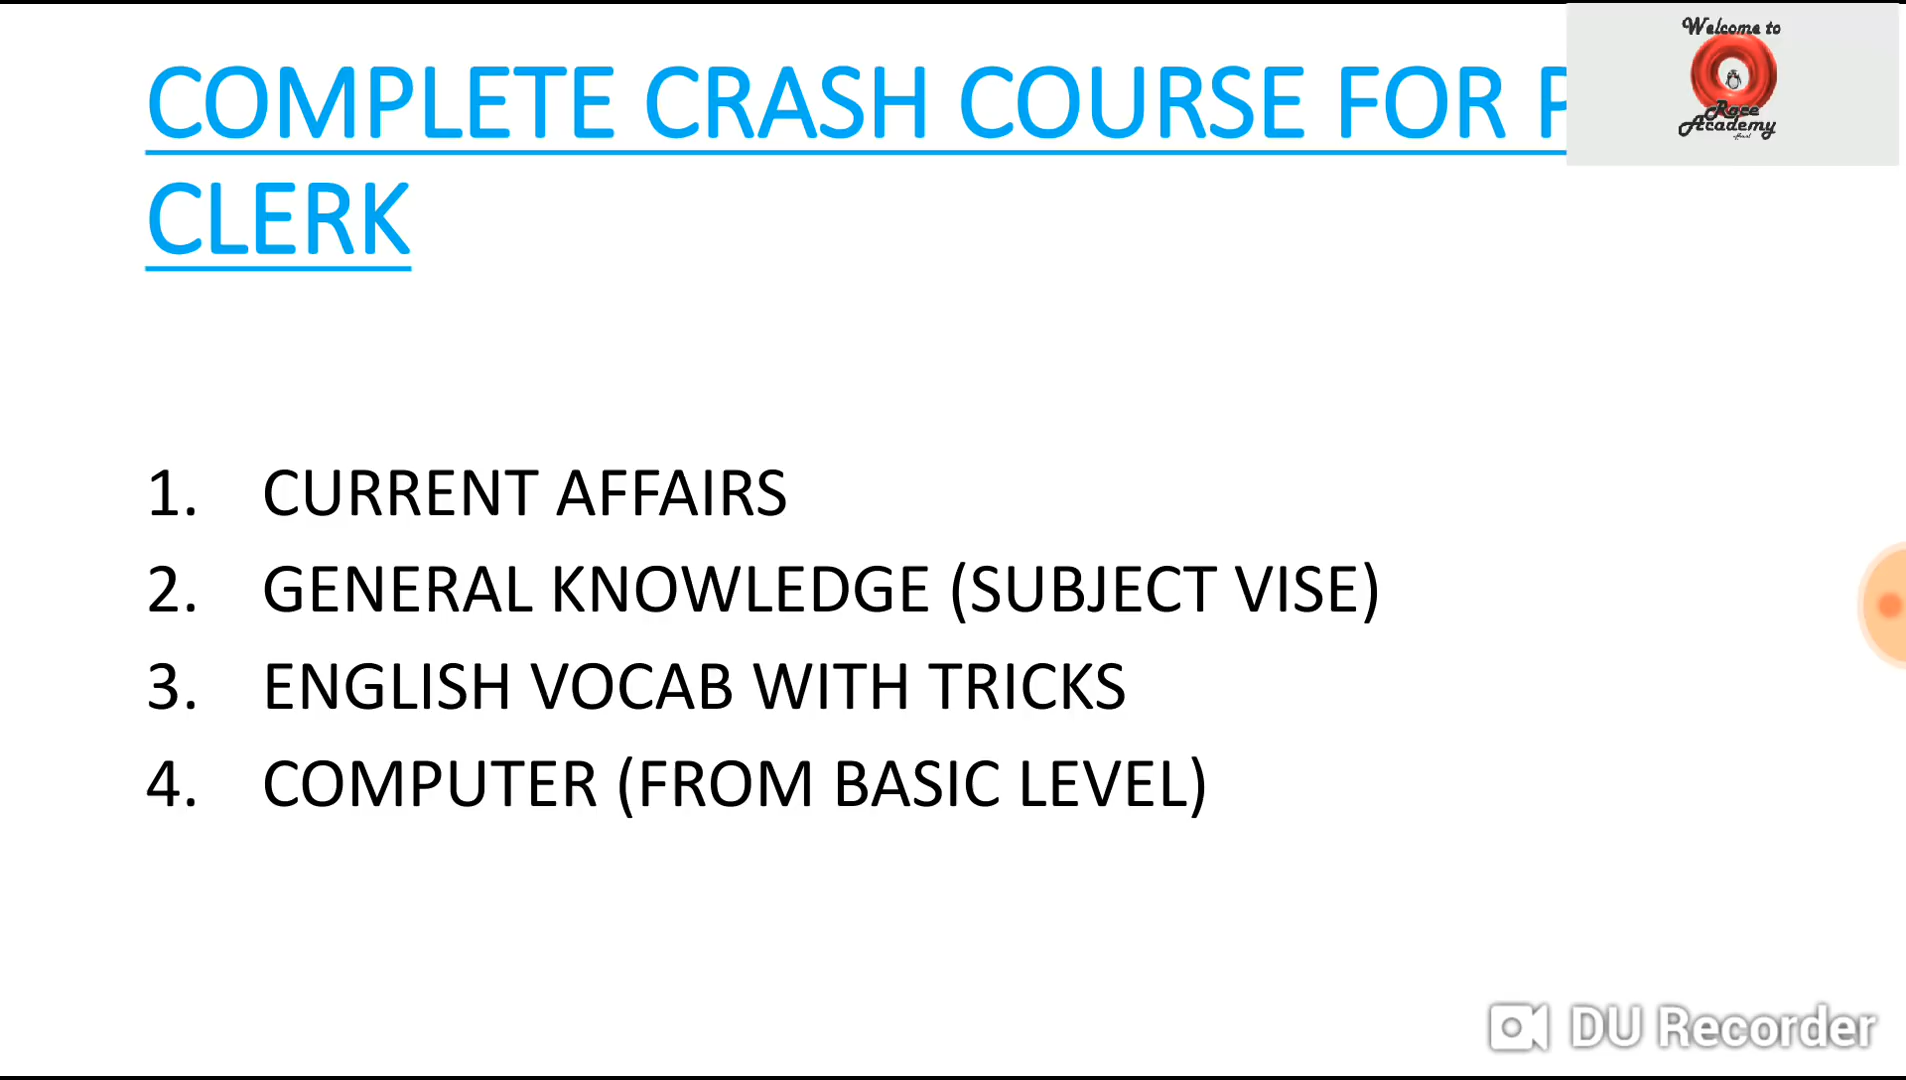 COMPLETE CRASH COURSE FOR
CLERK
Welcome to
Race
Academy
1. CURRENT AFFAIRS
2. GENERAL KNOWLEDGE (SUBJECT VISE)
3. ENGLISH VOCAB WITH TRICKS
4. COMPUTER (FROM BASIC LEVEL)
DU Recorder